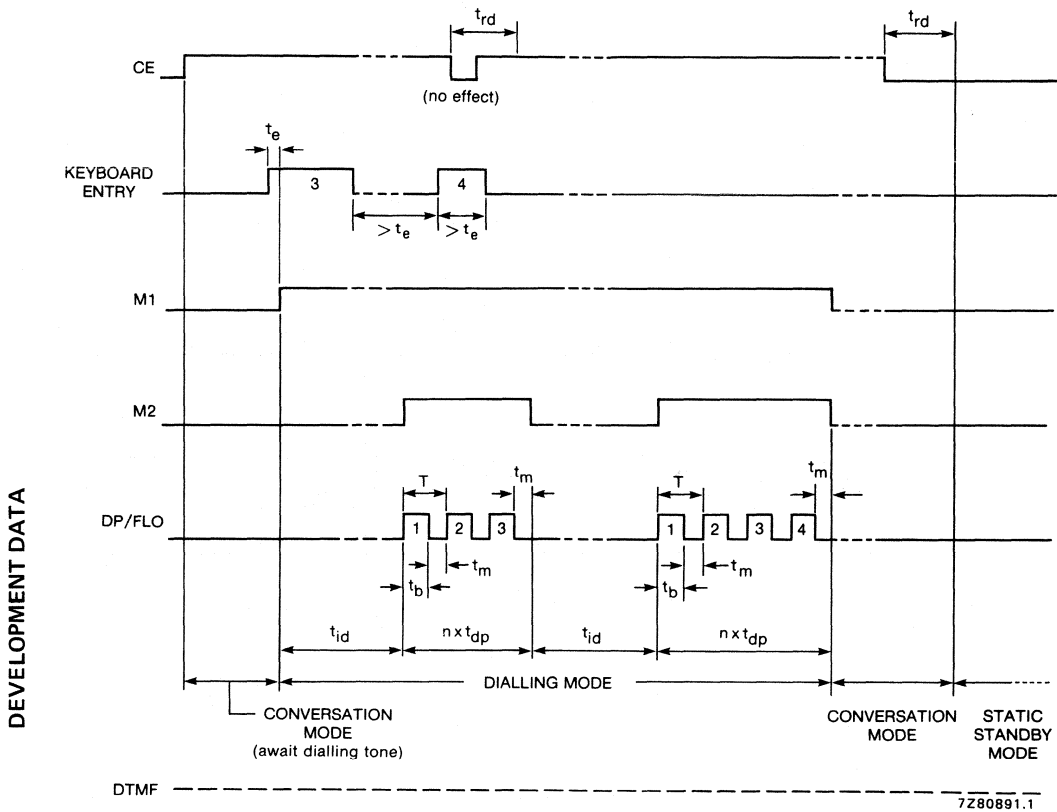 t_rd
t_rd
CE
(no effect)
t_e
KEYBOARD
ENTRY
3
4
> t_e
> t_e
M1
M2
T
t_m
T
t_m
DP/FLO
1 2 3
1 2 3 4
t_m
t_b
t_m
t_b
t_id
n x t_dp
t_id
n x t_dp
DIALLING MODE
CONVERSATION
MODE
(await dialling tone)
CONVERSATION
MODE
STATIC
STANDBY
MODE
DTMF
7Z80891.1
DEVELOPMENT DATA